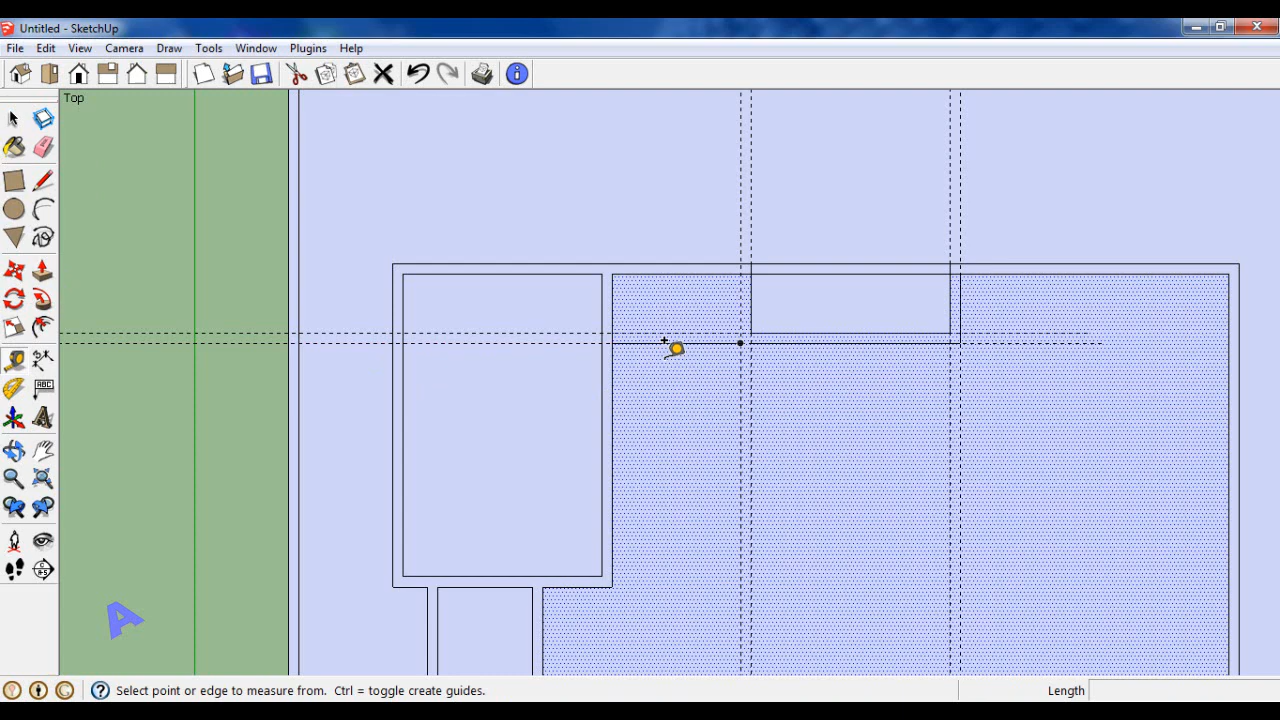 Untitled - SketchUp
File Edit View Camera Draw Tools Window Plugins Help
Top
ABC
A
A
Select point or edge to measure from. Ctrl = toggle create guides.
Length